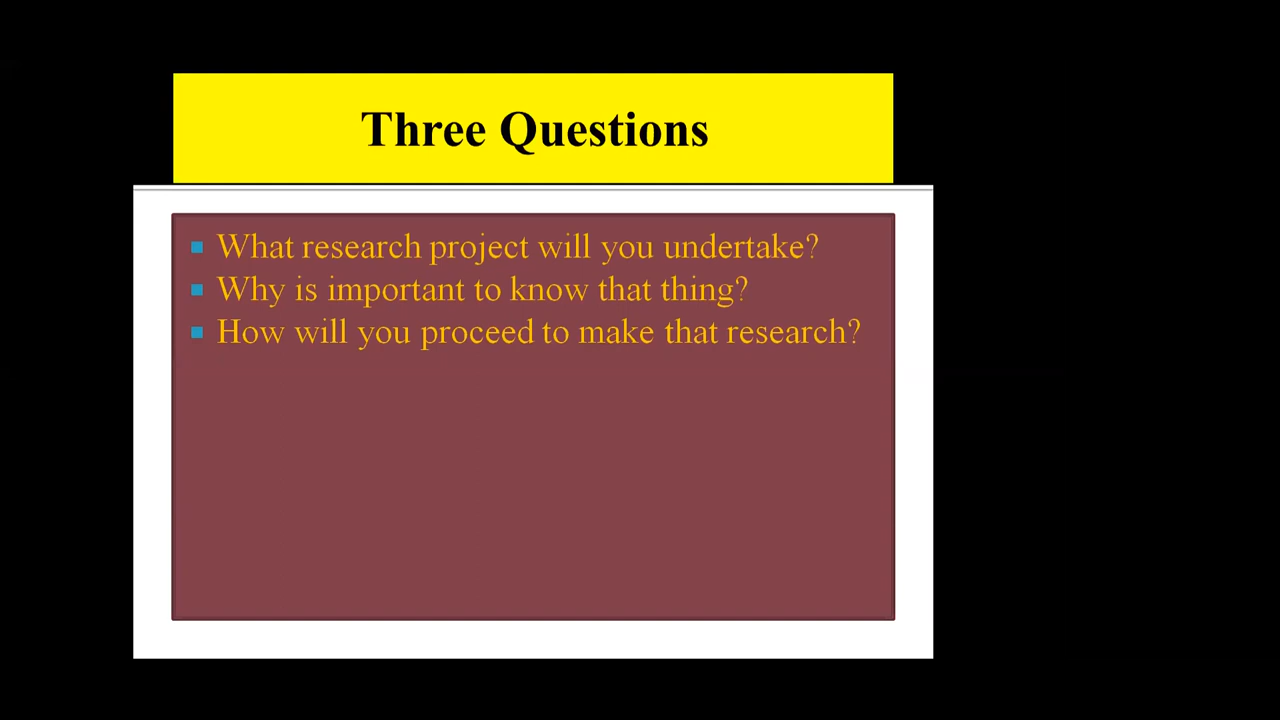 Three Questions
What research project will you undertake?
Why is important to know that thing?
How will you proceed to make that research?